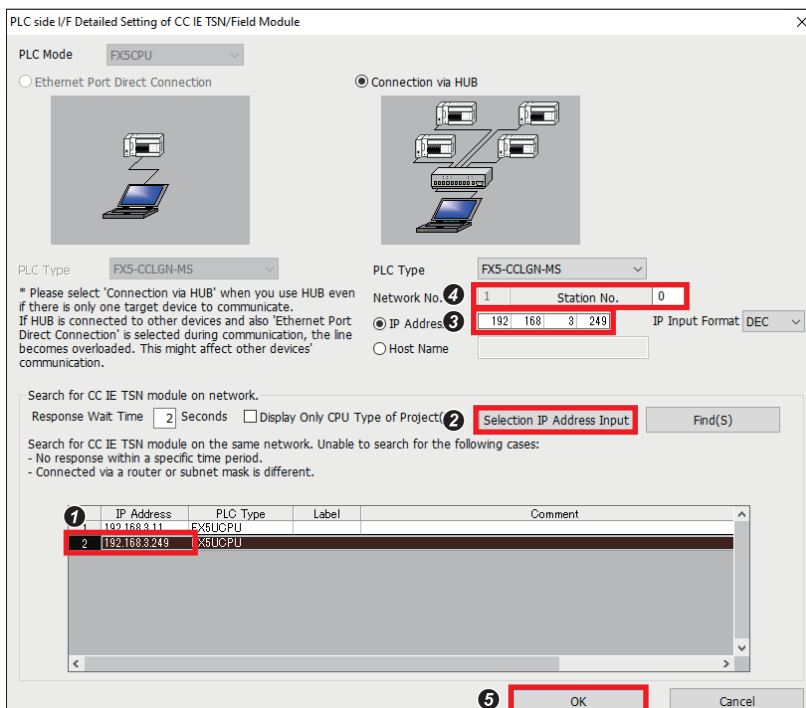 PLC side I/F Detailed Setting of CC IE TSN/Field Module
PLC Mode FX5CPU
Ethernet Port Direct Connection
Connection via HUB
PLC Type FX5-CCLGN-MS
* Please select 'Connection via HUB' when you use HUB even
if there is only one target device to communicate.
If HUB is connected to other devices and also 'Ethernet Port
Direct Connection' is selected during communication, the line
becomes overloaded. This might affect other devices'
communication.
PLC Type FX5-CCLGN-MS
Network No. 4 1 Station No. 0
IP Address 3 192 168 3 249 IP Input Format DEC
Host Name
Search for CC IE TSN module on network.
Response Wait Time 2 Seconds Display Only CPU Type of Project( 2 Selection IP Address Input Find(S)
Search for CC IE TSN module on the same network. Unable to search for the following cases:
- No response within a specific time period.
- Connected via a router or subnet mask is different.
1 IP Address PLC Type Label Comment
1 192.168.3.11 FX5UCPU
2 192.168.3.249 FX5UCPU
5 OK Cancel